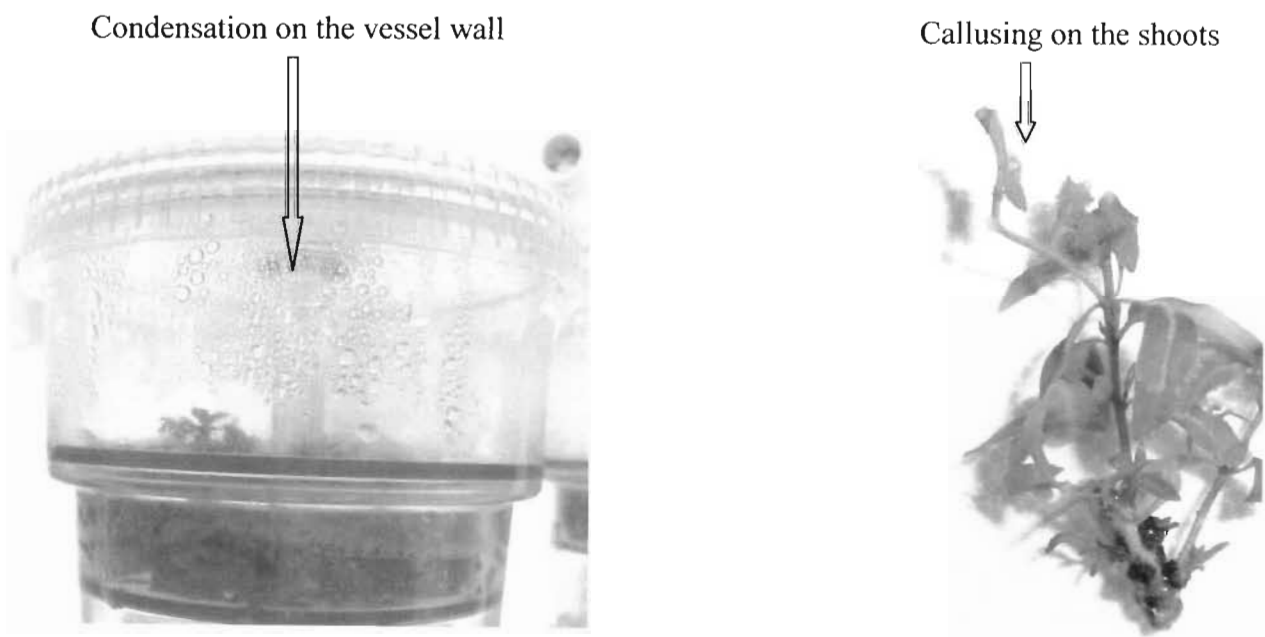 Condensation on the vessel wall
Callusing on the shoots